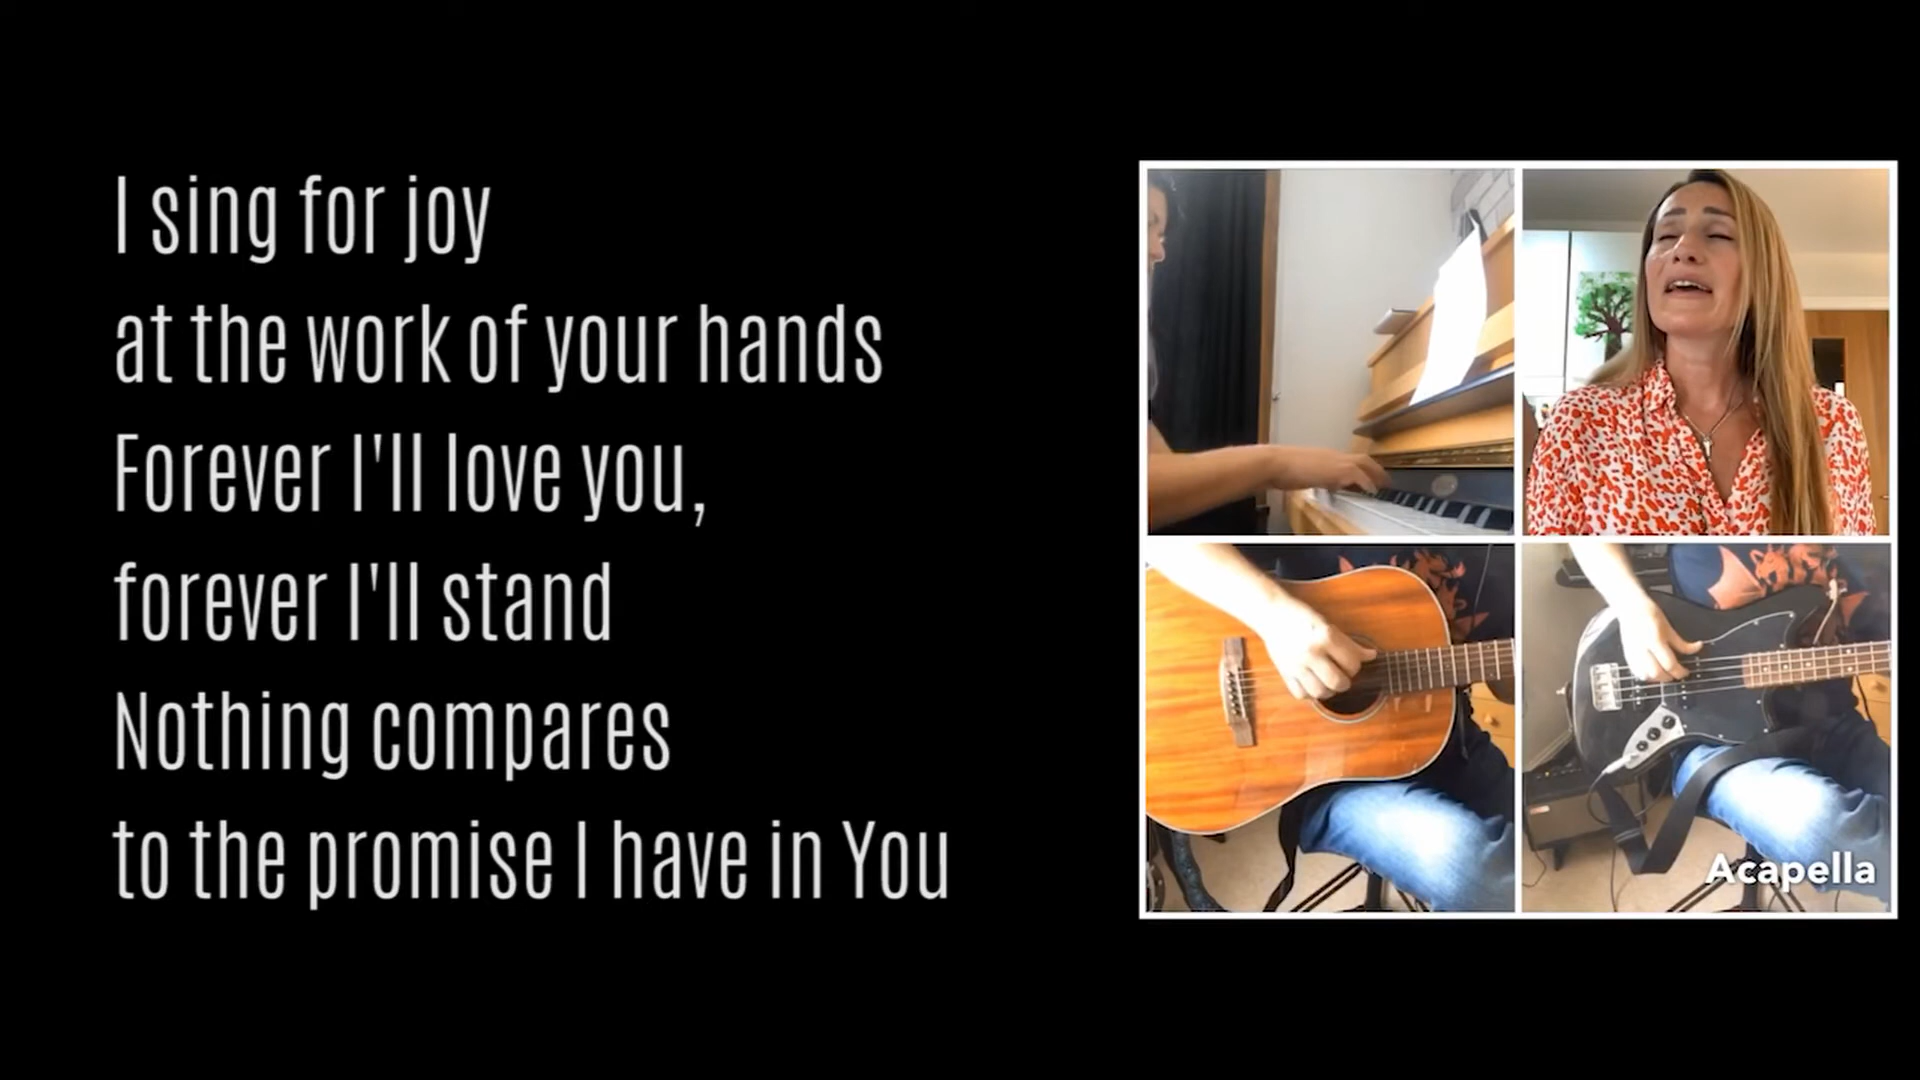 I sing for joy
at the work of your hands
Forever I'll love you,
forever I'll stand
Nothing compares
to the promise I have in You
Acapella